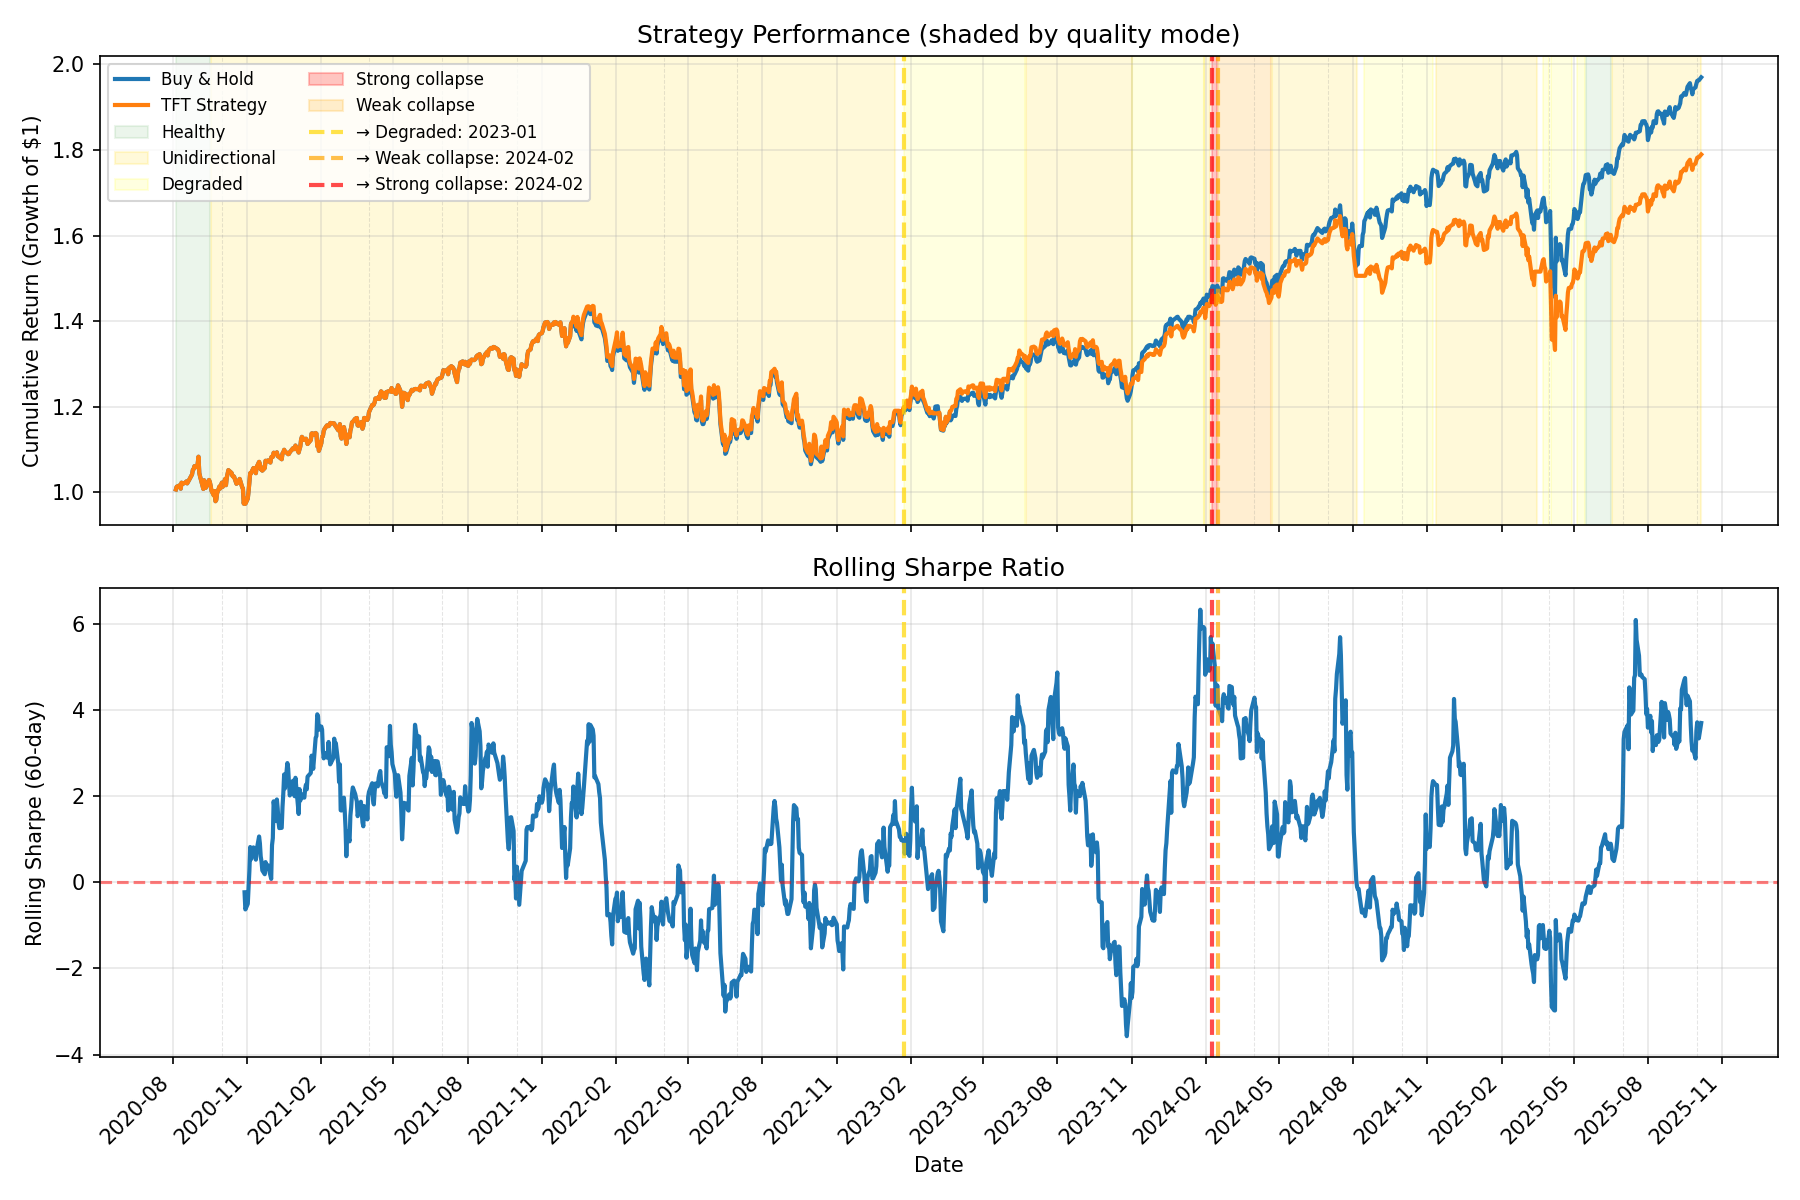 Strategy Performance (shaded by quality mode)
Cumulative Return (Growth of $1)
2.0
1.8
1.6
1.4
1.2
1.0
Buy & Hold
TFT Strategy
Healthy
Unidirectional
Degraded
Strong collapse
Weak collapse
→ Degraded: 2023-01
→ Weak collapse: 2024-02
→ Strong collapse: 2024-02
Rolling Sharpe Ratio
Rolling Sharpe (60-day)
6
4
2
0
−2
−4
2020-08
2020-11
2021-02
2021-05
2021-08
2021-11
2022-02
2022-05
2022-08
2022-11
2023-02
2023-05
2023-08
2023-11
2024-02
2024-05
2024-08
2024-11
2025-02
2025-05
2025-08
2025-11
Date